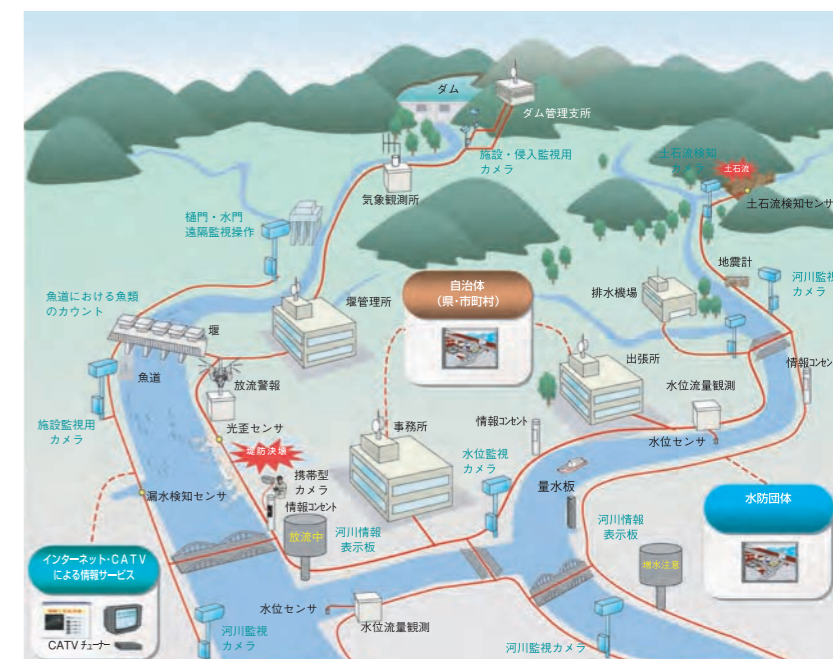 ダム
ダム管理支所
施設・侵入監視用
カメラ
土石流検知
カメラ
土石流
土石流検知センサ
気象観測所
樋門・水門
遠隔監視操作
地震計
河川監視
カメラ
自治体
（県・市町村）
堰管理所
排水機場
魚道における魚類
のカウント
堰
魚道
放流警報
出張所
情報コンセント
水位流量観測
施設監視用
カメラ
光歪センサ
堤防決壊
事務所
情報コンセント
水位センサ
水位監視
カメラ
携帯型
カメラ
漏水検知センサ
情報コンセント
量水板
水防団体
放流中
河川情報
表示板
河川情報
表示板
増水注意
インターネット・CATV
による情報サービス
CATVチューナー
水位センサ
水位流量観測
河川監視
カメラ
河川監視カメラ